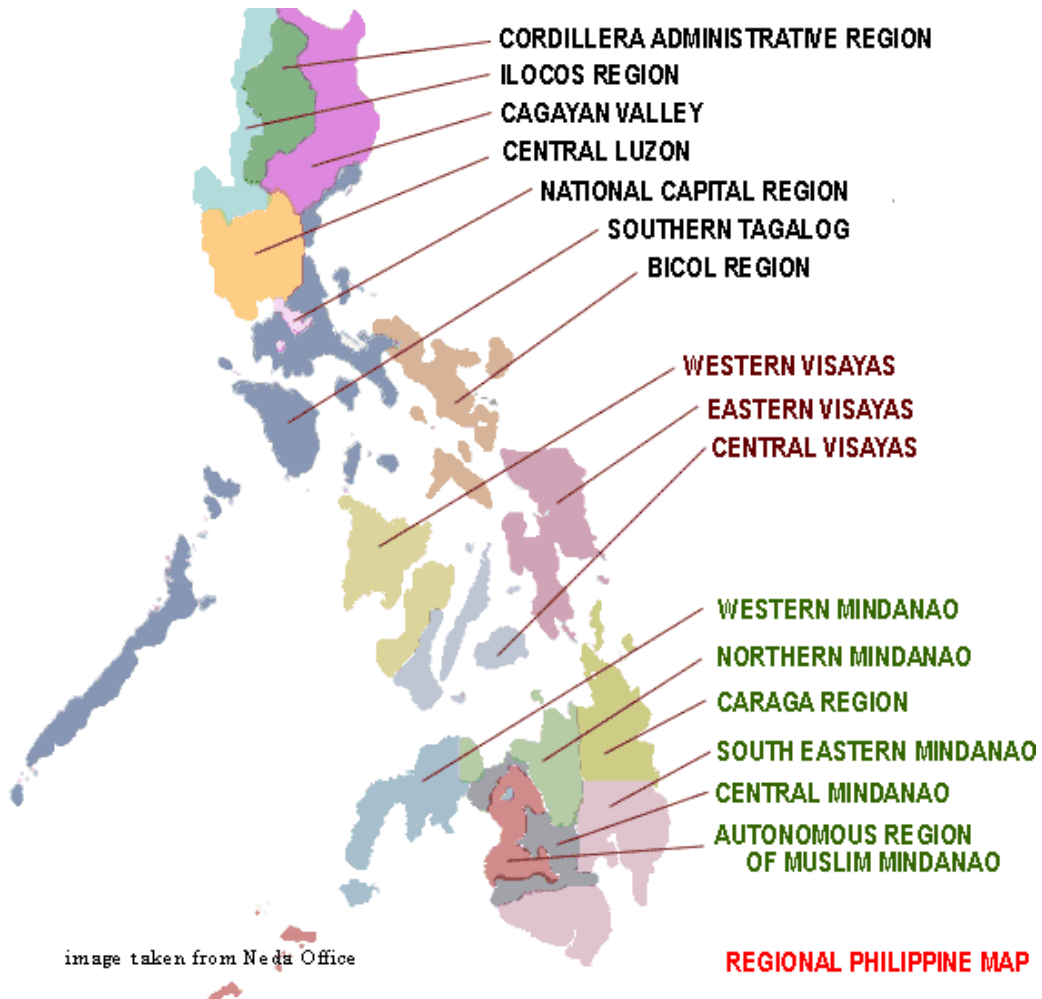 CORDILLERA ADMINISTRATIVE REGION
ILOCOS REGION
CAGAYAN VALLEY
CENTRAL LUZON
NATIONAL CAPITAL REGION
SOUTHERN TAGALOG
BICOL REGION
WESTERN VISAYAS
EASTERN VISAYAS
CENTRAL VISAYAS
WESTERN MINDANAO
NORTHERN MINDANAO
CARAGA REGION
SOUTH EASTERN MINDANAO
CENTRAL MINDANAO
AUTONOMOUS REGION
OF MUSLIM MINDANAO
image taken from Neda Office
REGIONAL PHILIPPINE MAP